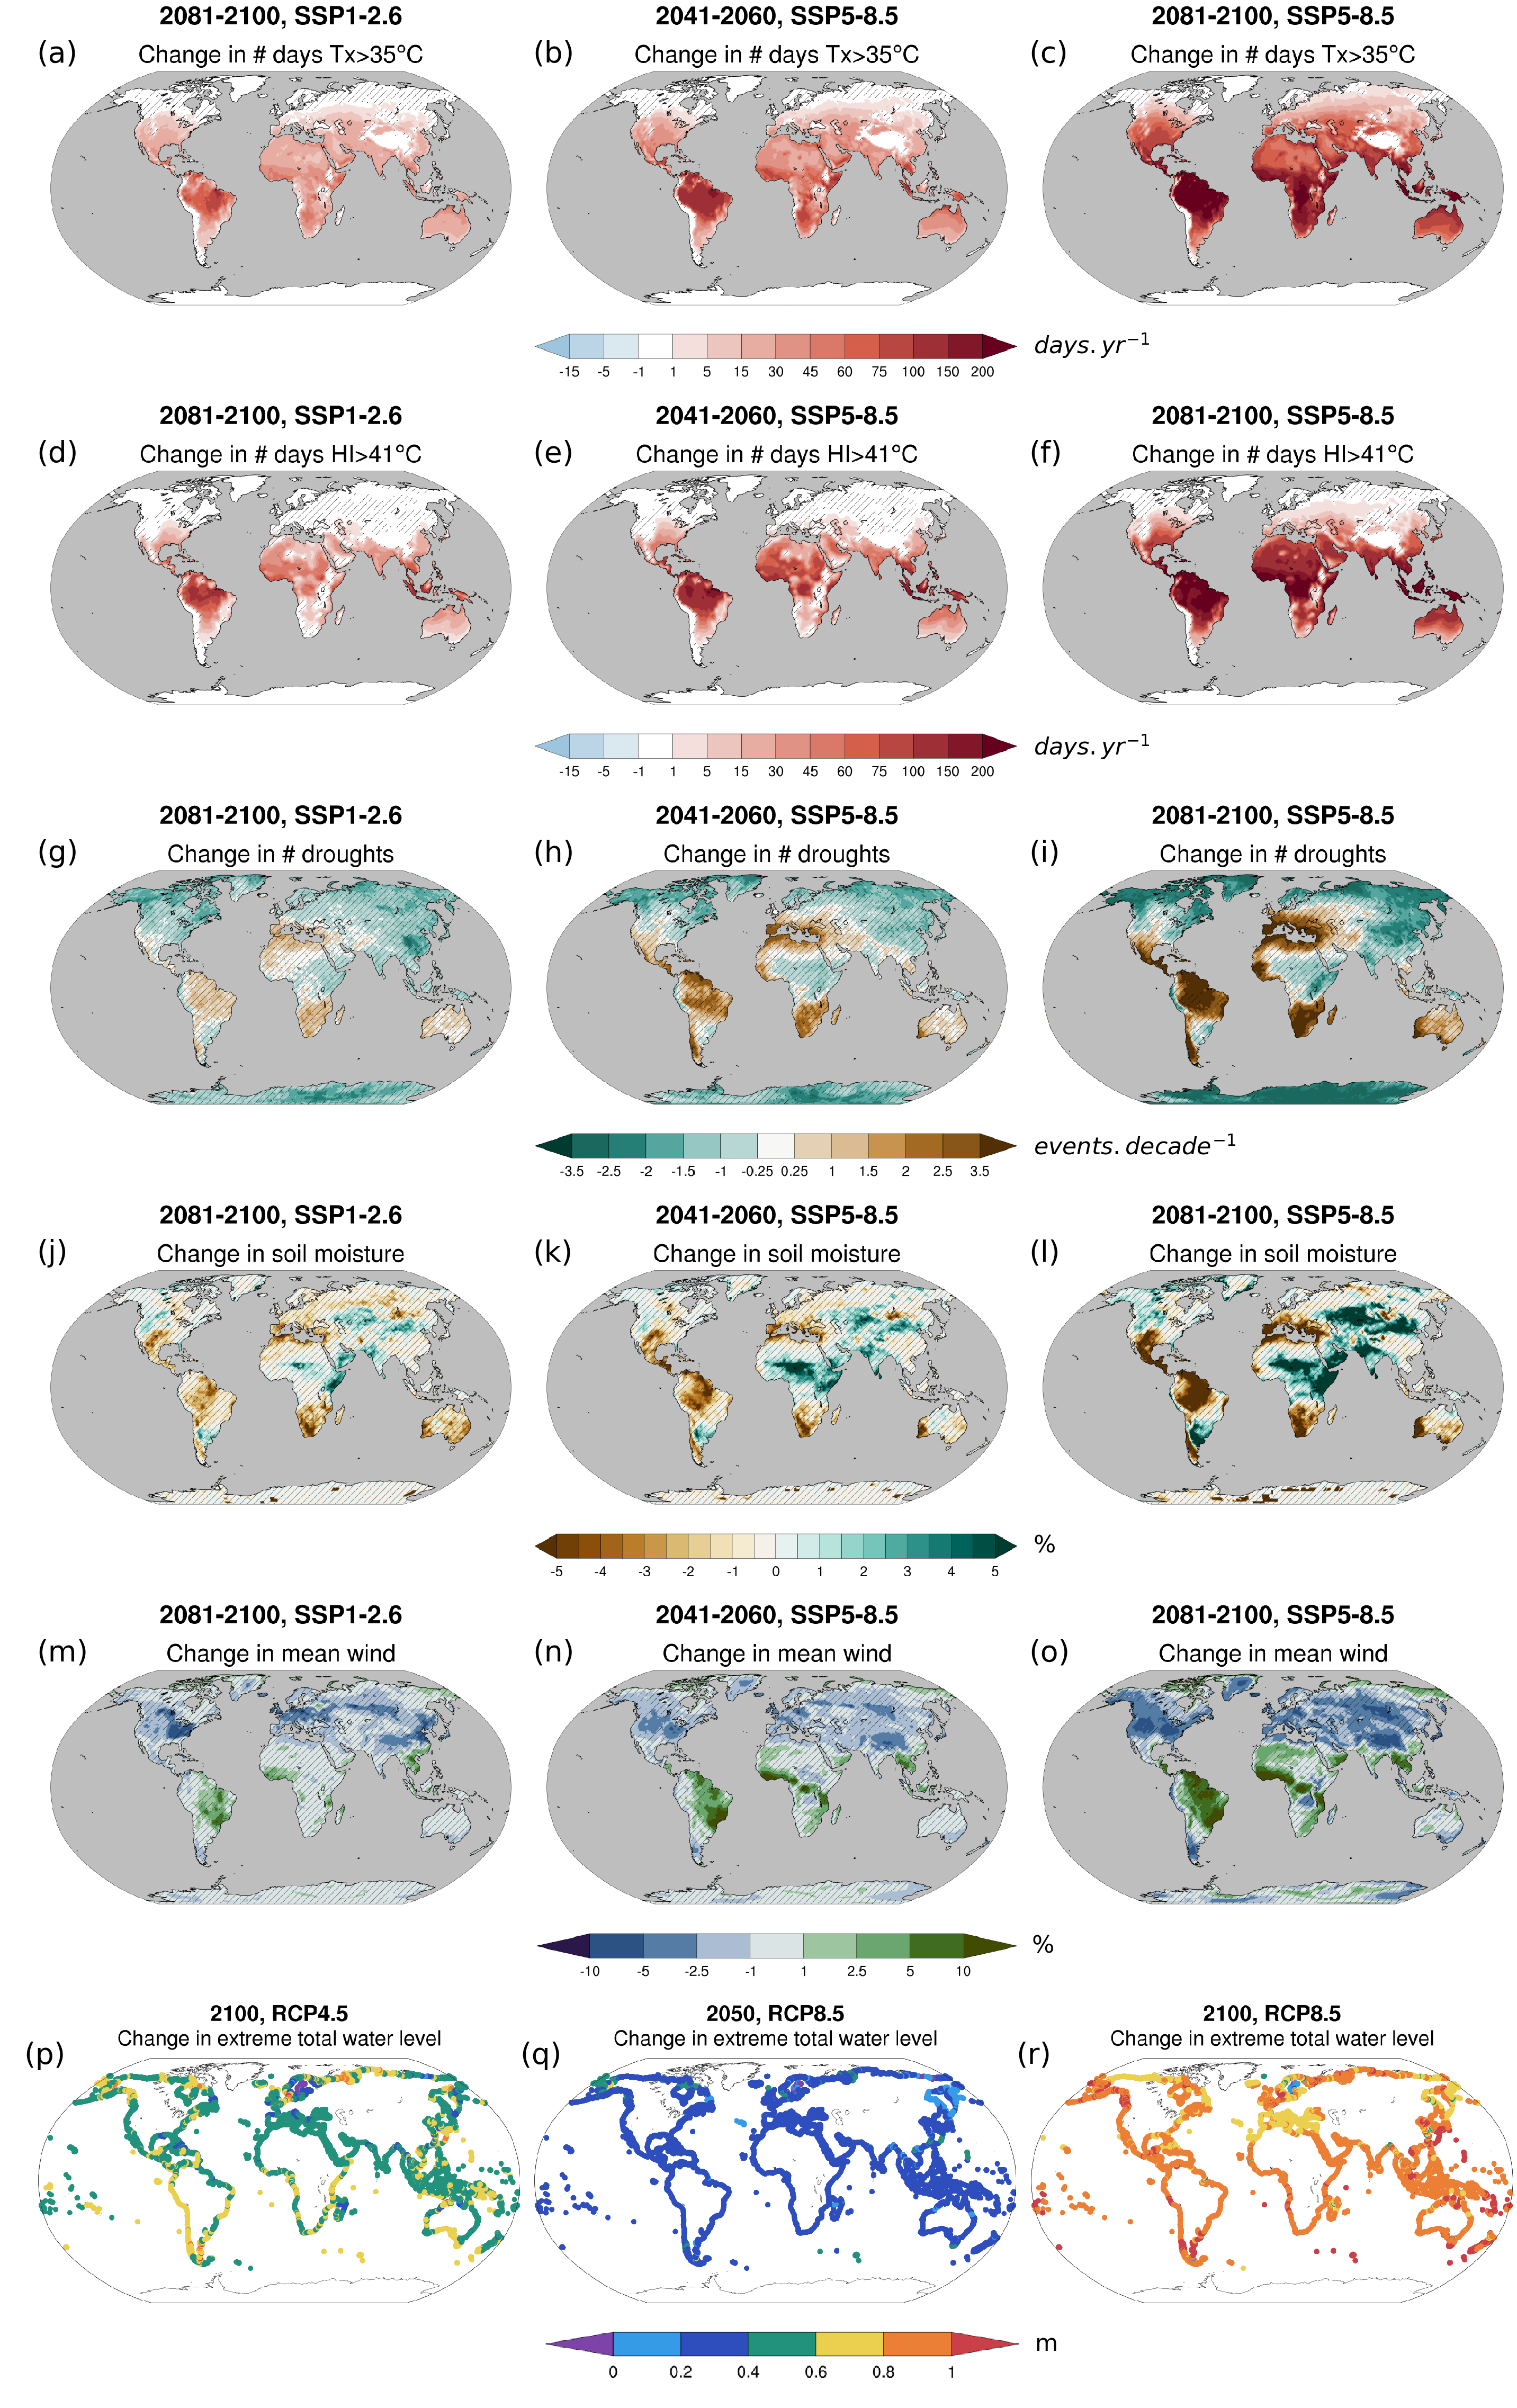 2081-2100, SSP1-2.6 2041-2060, SSP5-8.5 2081-2100, SSP5-8.5
(a) Change in # days Tx>35°C (b) Change in # days Tx>35°C (c) Change in # days Tx>35°C
days.yr⁻¹
-15 -5 -1 1 5 15 30 45 60 75 100 150 200
2081-2100, SSP1-2.6 2041-2060, SSP5-8.5 2081-2100, SSP5-8.5
(d) Change in # days HI>41°C (e) Change in # days HI>41°C (f) Change in # days HI>41°C
days.yr⁻¹
-15 -5 -1 1 5 15 30 45 60 75 100 150 200
2081-2100, SSP1-2.6 2041-2060, SSP5-8.5 2081-2100, SSP5-8.5
(g) Change in # droughts (h) Change in # droughts (i) Change in # droughts
events.decade⁻¹
-3.5 -2.5 -2 -1.5 -1 -0.25 0.25 1 1.5 2 2.5 3.5
2081-2100, SSP1-2.6 2041-2060, SSP5-8.5 2081-2100, SSP5-8.5
(j) Change in soil moisture (k) Change in soil moisture (l) Change in soil moisture
%
-5 -4 -3 -2 -1 0 1 2 3 4 5
2081-2100, SSP1-2.6 2041-2060, SSP5-8.5 2081-2100, SSP5-8.5
(m) Change in mean wind (n) Change in mean wind (o) Change in mean wind
%
-10 -5 -2.5 -1 1 2.5 5 10
2100, RCP4.5 2050, RCP8.5 2100, RCP8.5
(p) Change in extreme total water level (q) Change in extreme total water level (r) Change in extreme total water level
m
0 0.2 0.4 0.6 0.8 1